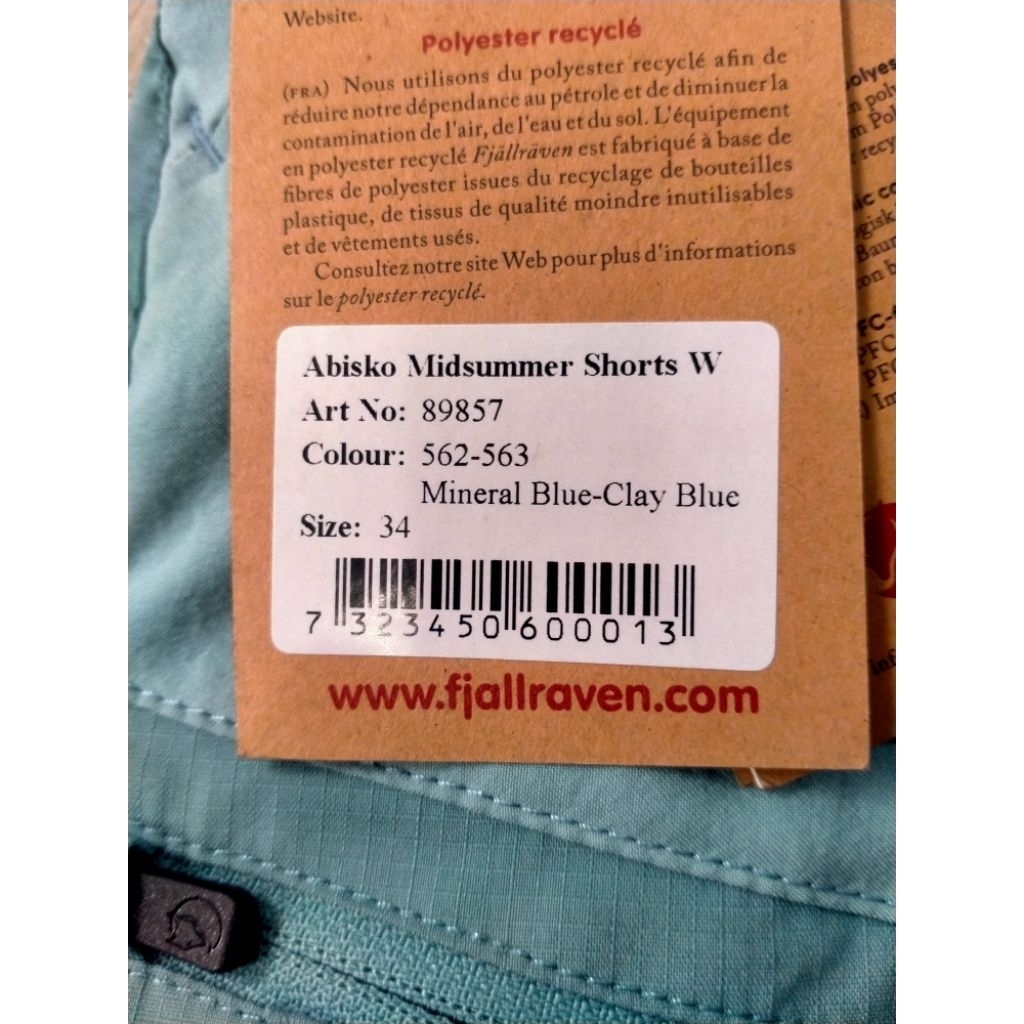 Website.
Polyester recyclé
(FRA) Nous utilisons du polyester recyclé afin de
réduire notre dépendance au pétrole et de diminuer la
contamination de l'air, de l'eau et du sol. L'équipement
en polyester recyclé Fjällräven est fabriqué à base de
fibres de polyester issues du recyclage de bouteilles
plastique, de tissus de qualité moindre inutilisables
et de vêtements usés.
Consultez notre site Web pour plus d'informations
sur le polyester recyclé.
Abisko Midsummer Shorts W
Art No: 89857
Colour: 562-563
Mineral Blue-Clay Blue
Size: 34
7 323450 600013
www.fjallraven.com